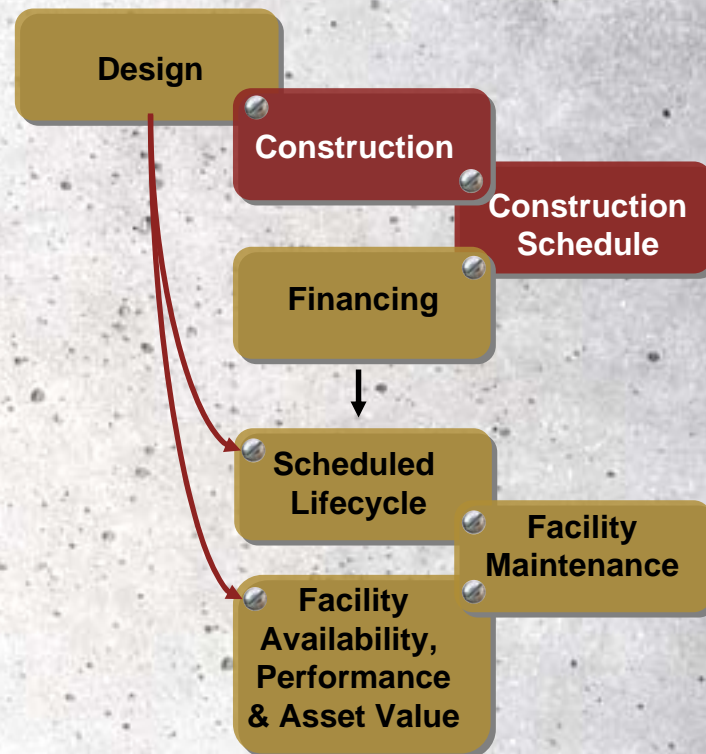 Design
Construction
Construction
Schedule
Financing
Scheduled
Lifecycle
Facility
Maintenance
Facility
Availability,
Performance
& Asset Value